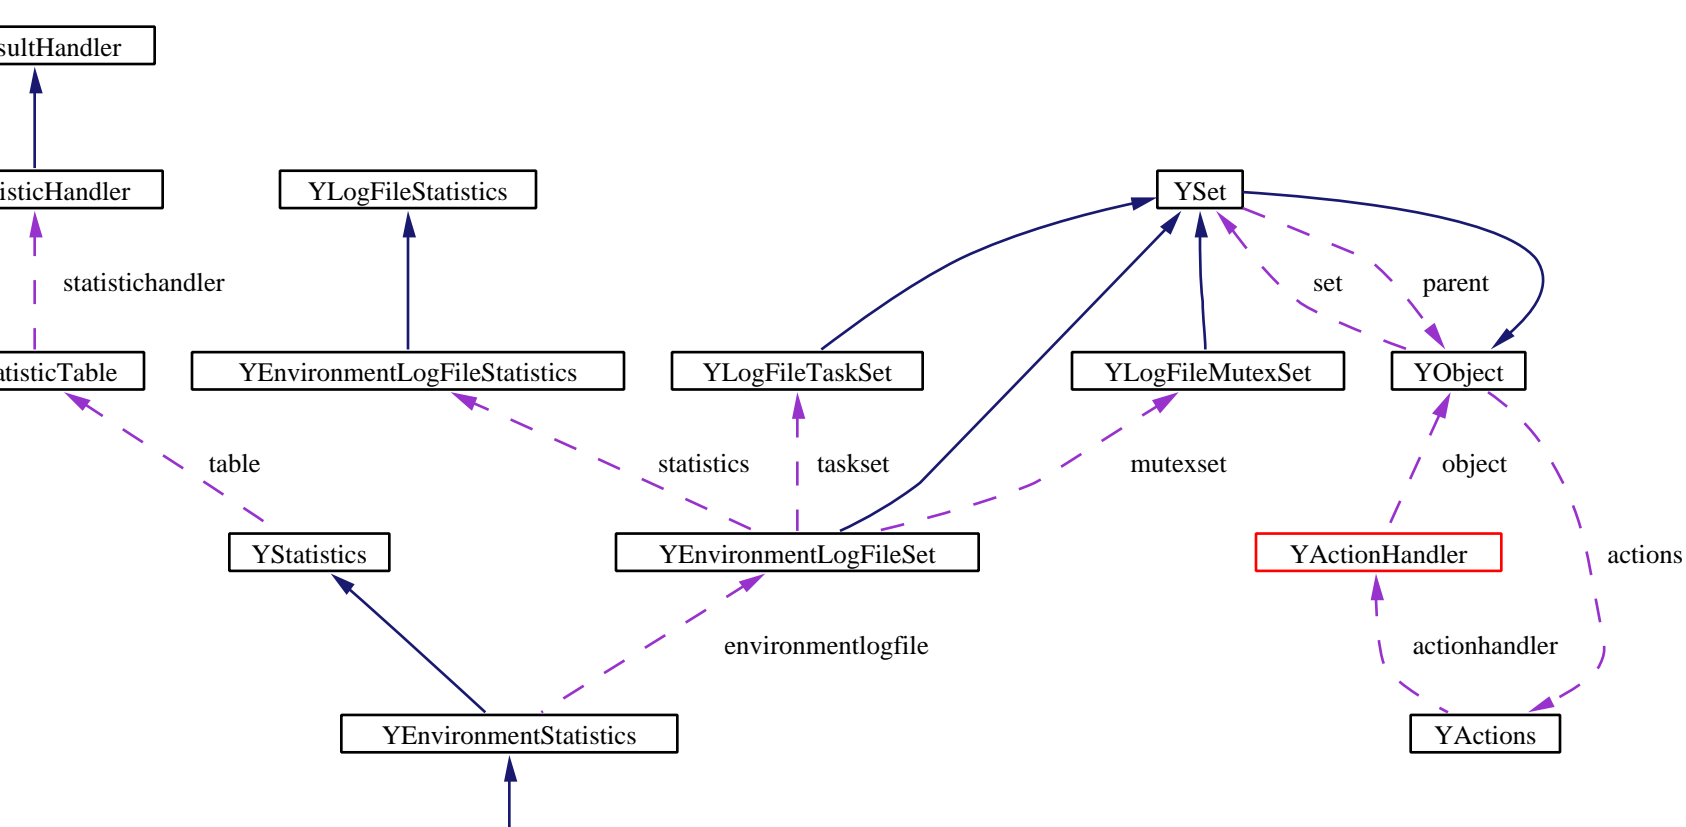 sultHandler
isticHandler
YLogFileStatistics
YSet
statistichandler
set
parent
atisticTable
YEnvironmentLogFileStatistics
YLogFileTaskSet
YLogFileMutexSet
YObject
table
statistics
taskset
mutexset
object
YStatistics
YEnvironmentLogFileSet
YActionHandler
actions
environmentlogfile
actionhandler
YEnvironmentStatistics
YActions